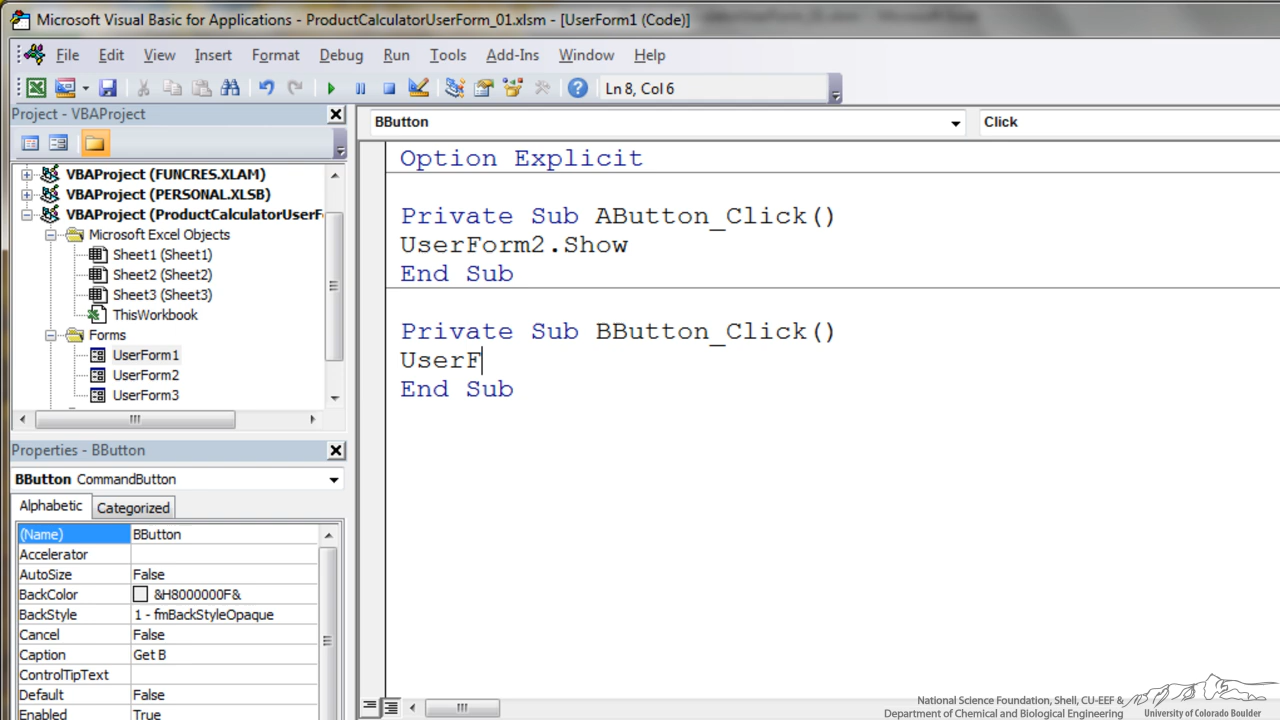 Microsoft Visual Basic for Applications - ProductCalculatorUserForm_01.xlsm - [UserForm1 (Code)]
File Edit View Insert Format Debug Run Tools Add-Ins Window Help
Ln 8, Col 6
Project - VBAProject
VBAProject (FUNCRES.XLAM)
VBAProject (PERSONAL.XLSB)
VBAProject (ProductCalculatorUserF
Microsoft Excel Objects
Sheet1 (Sheet1)
Sheet2 (Sheet2)
Sheet3 (Sheet3)
ThisWorkbook
Forms
UserForm1
UserForm2
UserForm3
Properties - BButton
BButton CommandButton
Alphabetic Categorized
(Name) BButton
Accelerator
AutoSize False
BackColor &H8000000F&
BackStyle 1 - fmBackStyleOpaque
Cancel False
Caption Get B
ControlTipText
Default False
Enabled True
BButton Click
Option Explicit
Private Sub AButton_Click()
UserForm2.Show
End Sub
Private Sub BButton_Click()
UserF
End Sub
National Science Foundation, Shell, CU-EEF &
Department of Chemical and Biological Engineering
University of Colorado Boulder